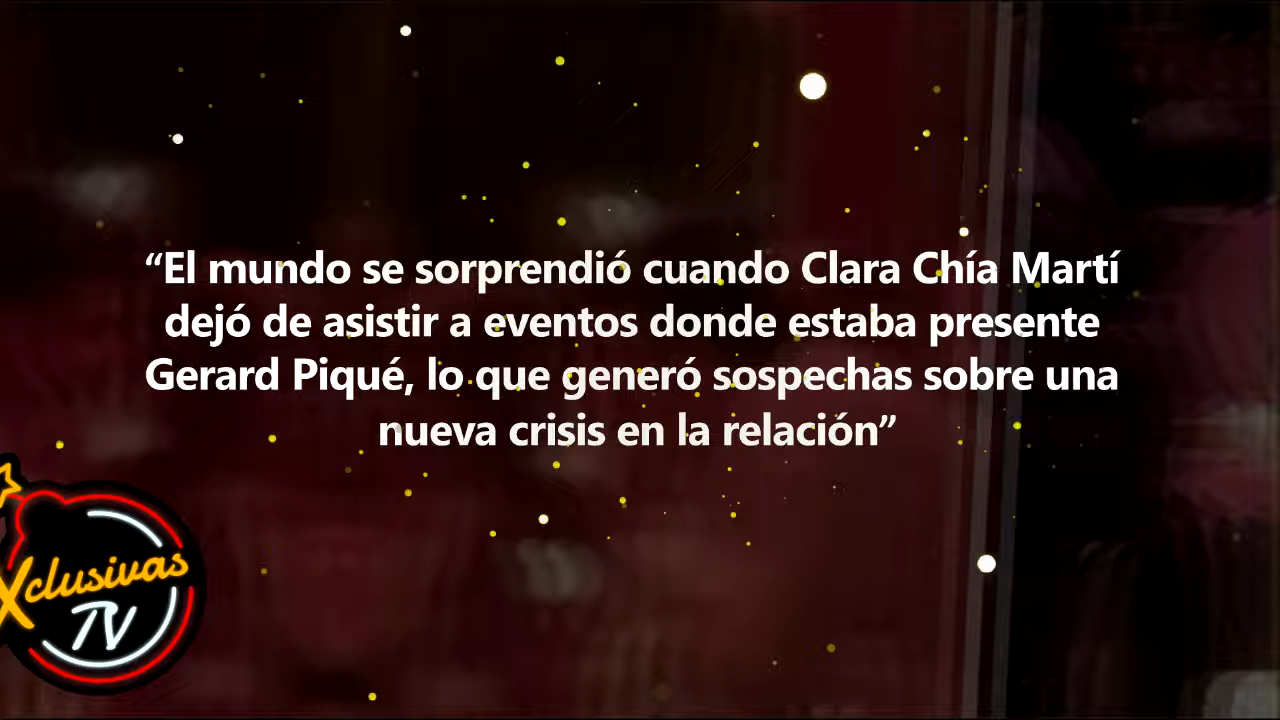 “El mundo se sorprendió cuando Clara Chía Martí
dejó de asistir a eventos donde estaba presente
Gerard Piqué, lo que generó sospechas sobre una
nueva crisis en la relación”
Xclusivas
TV